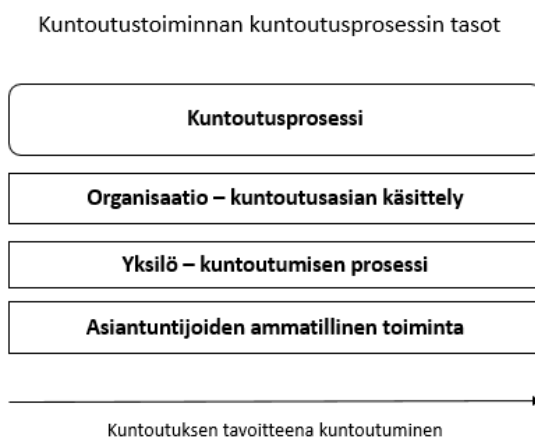 Kuntoutustoiminnan kuntoutusprosessin tasot
Kuntoutusprosessi
Organisaatio – kuntoutusasian käsittely
Yksilö – kuntoutumisen prosessi
Asiantuntijoiden ammatillinen toiminta
Kuntoutuksen tavoitteena kuntoutuminen